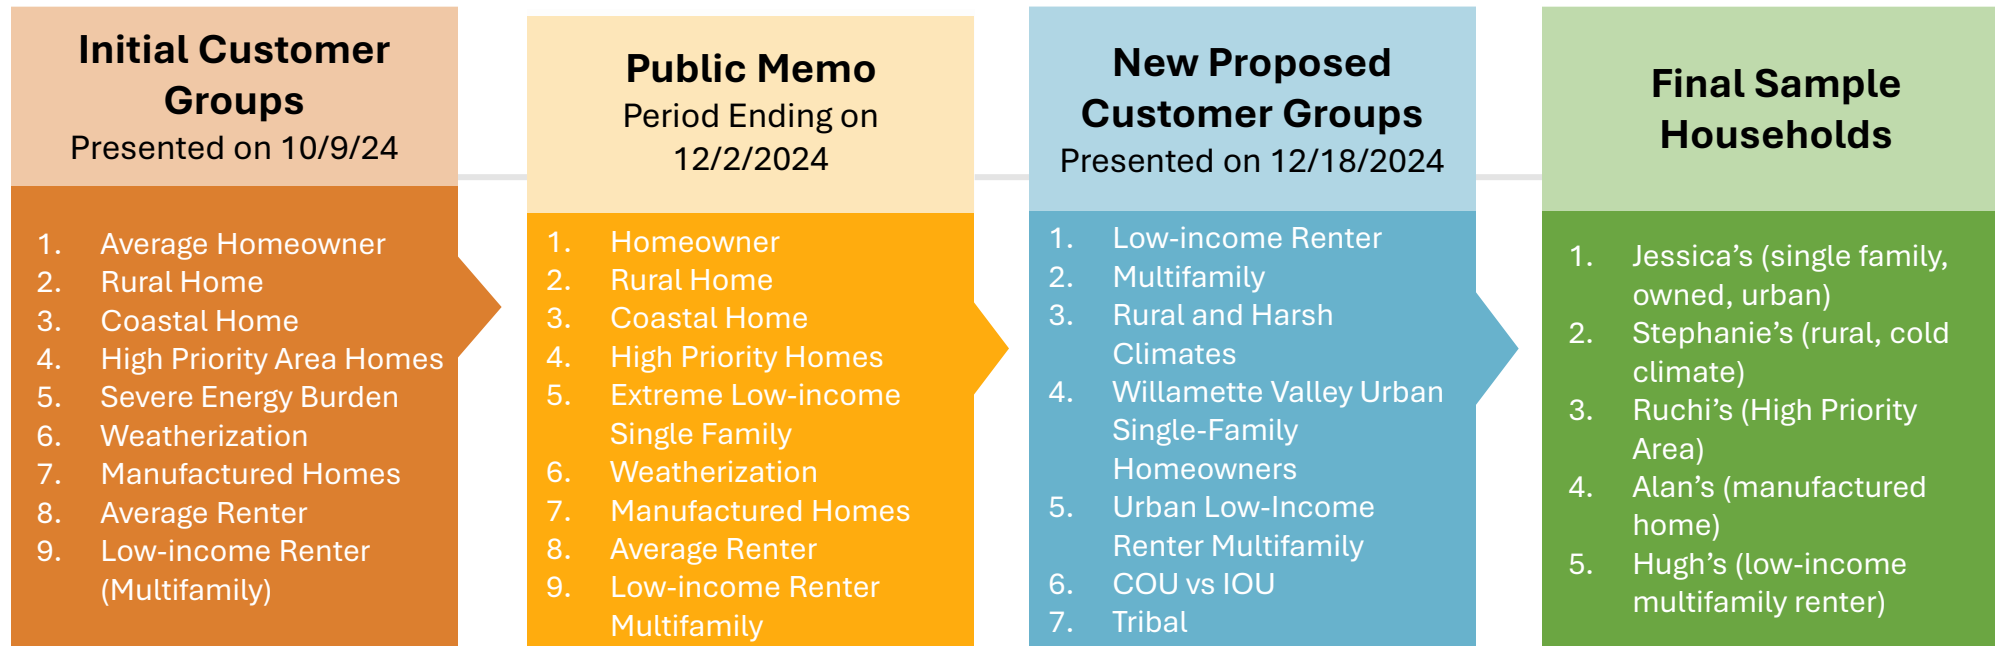 Initial Customer
Groups
Presented on 10/9/24
1. Average Homeowner
2. Rural Home
3. Coastal Home
4. High Priority Area Homes
5. Severe Energy Burden
6. Weatherization
7. Manufactured Homes
8. Average Renter
9. Low-income Renter
(Multifamily)
Public Memo
Period Ending on
12/2/2024
1. Homeowner
2. Rural Home
3. Coastal Home
4. High Priority Homes
5. Extreme Low-income
Single Family
6. Weatherization
7. Manufactured Homes
8. Average Renter
9. Low-income Renter
Multifamily
New Proposed
Customer Groups
Presented on 12/18/2024
1. Low-income Renter
2. Multifamily
3. Rural and Harsh
Climates
4. Willamette Valley Urban
Single-Family
Homeowners
5. Urban Low-Income
Renter Multifamily
6. COU vs IOU
7. Tribal
Final Sample
Households
1. Jessica’s (single family,
owned, urban)
2. Stephanie’s (rural, cold
climate)
3. Ruchi’s (High Priority
Area)
4. Alan’s (manufactured
home)
5. Hugh’s (low-income
multifamily renter)